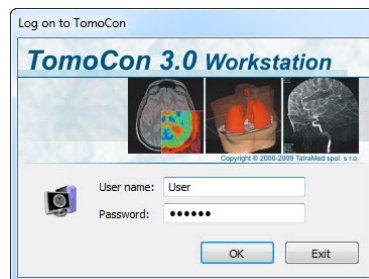 Log on to TomoCon
TomoCon 3.0 Workstation
Copyright © 2000-2009 TatraMed spol. s r.o.
User name: User
Password: ●●●●●●
OK Exit